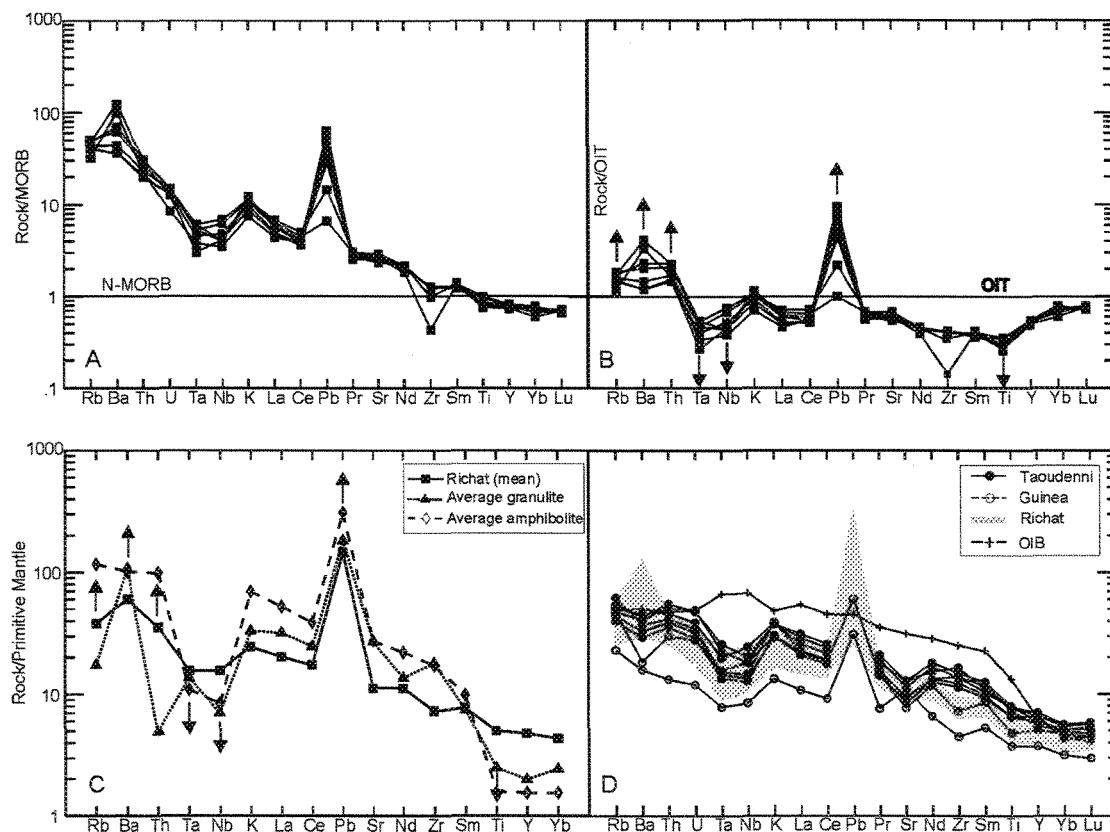 1000
100
10
1
.1
Rock/MORB
N-MORB
A
Rb Ba Th U Ta Nb K La Ce Pb Pr Sr Nd Zr Sm Ti Y Yb Lu
Rock/OIT
OIT
B
Rb Ba Th Ta Nb K La Ce Pb Pr Sr Nd Zr Sm Ti Y Yb Lu
1000
100
10
1
Rock/Primitive Mantle
Richat (mean)
Average granulite
Average amphibolite
C
Rb Ba Th Ta Nb K La Ce Pb Sr Nd Zr Sm Ti Y Yb
Taoudenni
Guinea
Richat
OIB
D
Rb Ba Th U Ta Nb K La Ce Pb Pr Sr Nd Zr Sm Ti Y Yb Lu